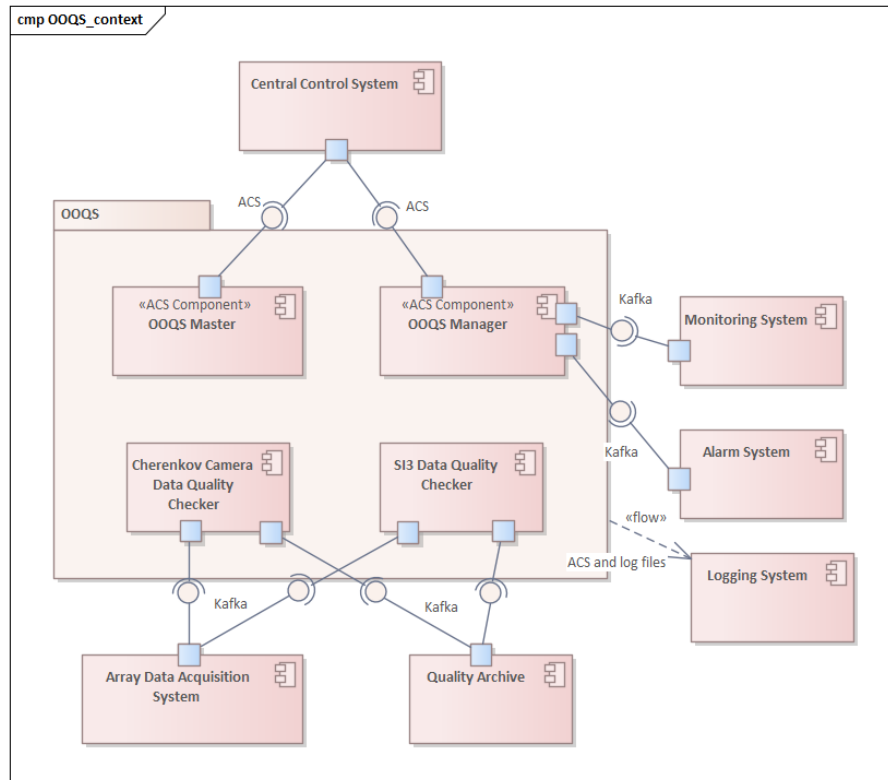 cmp OOQS_context
Central Control System
ACS
ACS
OOQS
«ACS Component»
OOQS Master
«ACS Component»
OOQS Manager
Kafka
Monitoring System
Kafka
Alarm System
Cherenkov Camera
Data Quality
Checker
SI3 Data Quality
Checker
«flow»
ACS and log files
Logging System
Kafka
Kafka
Array Data Acquisition
System
Quality Archive